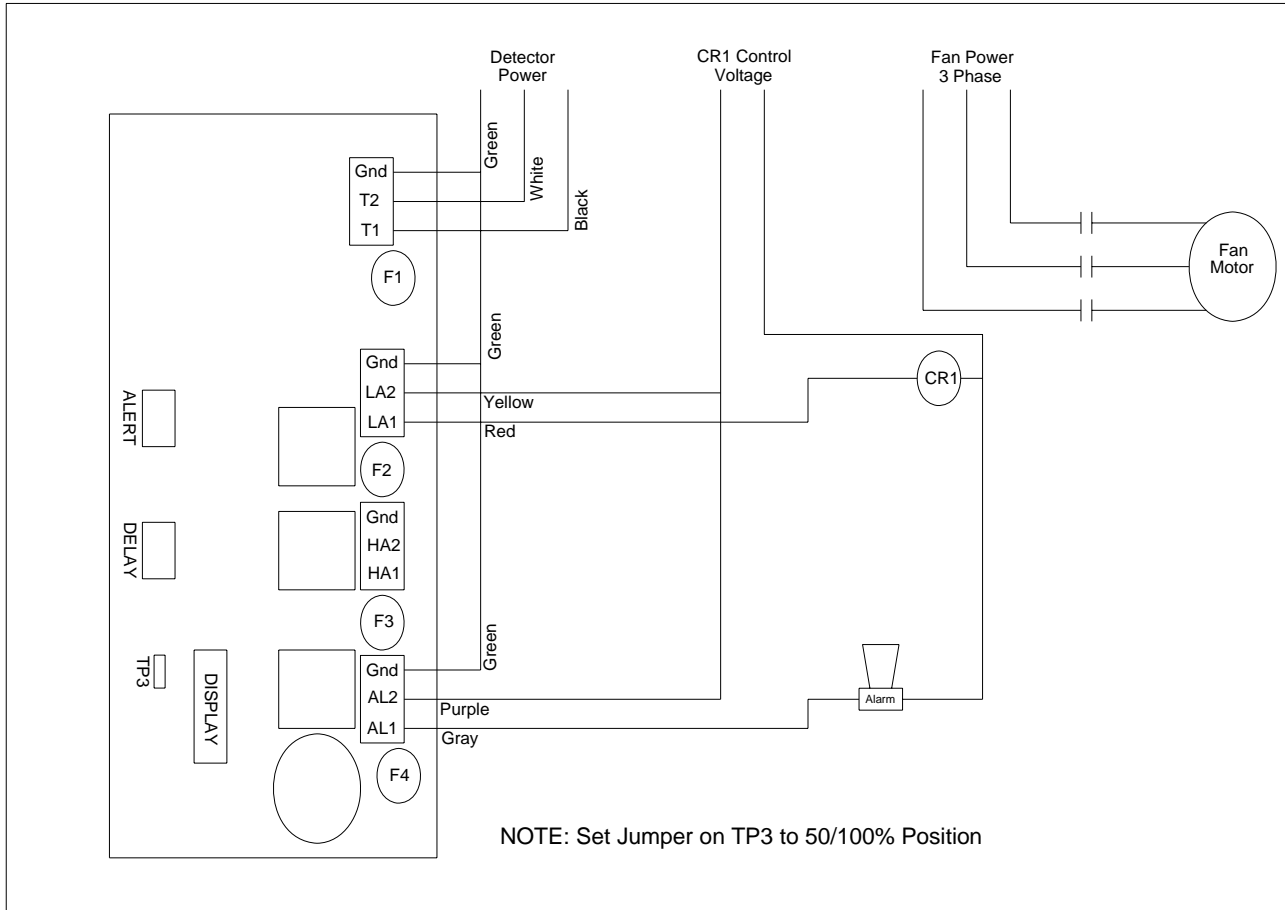 Detector
Power
CR1 Control
Voltage
Fan Power
3 Phase
Green
White
Black
Gnd
T2
T1
F1
Fan
Motor
Green
Gnd
LA2
LA1
Yellow
Red
CR1
ALERT
F2
Gnd
HA2
HA1
DELAY
F3
Green
Gnd
AL2
AL1
Purple
Gray
Alarm
TP3
DISPLAY
F4
NOTE: Set Jumper on TP3 to 50/100% Position